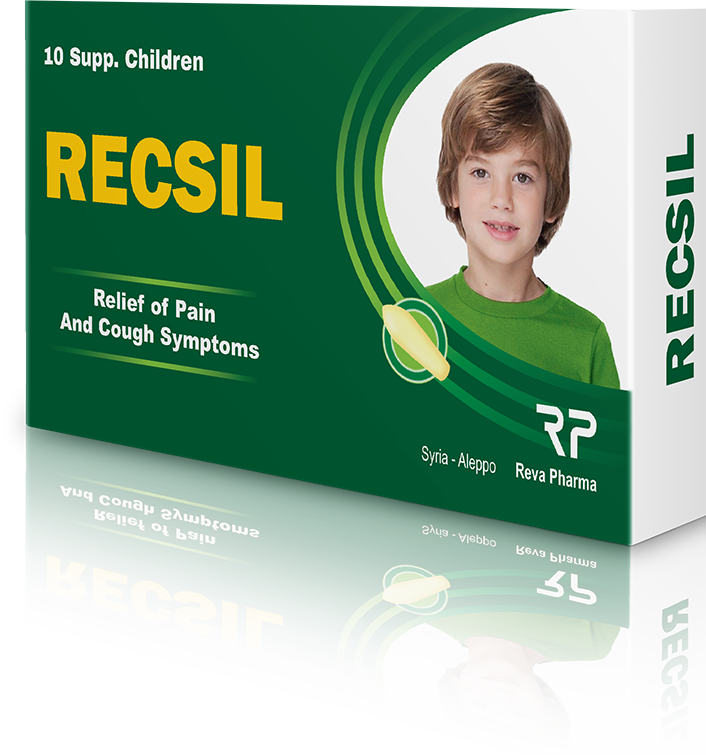 10 Supp. Children
RECSIL
Relief of Pain
And Cough Symptoms
RP
Syria - Aleppo
Reva Pharma
RECSIL